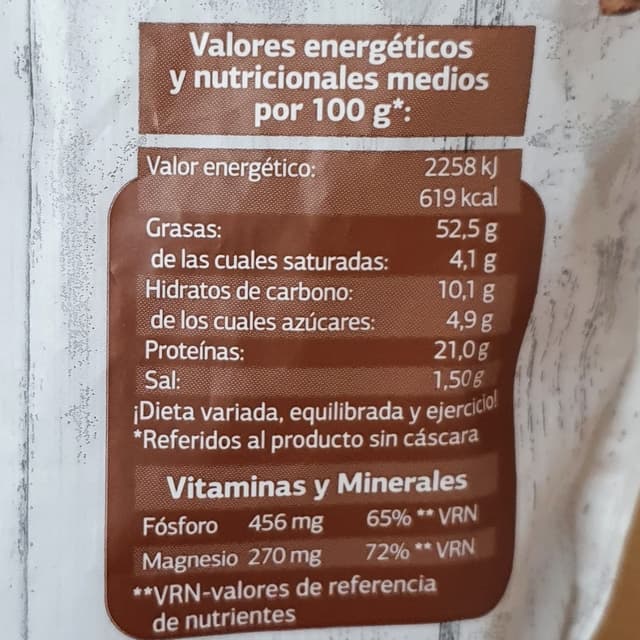 Valores energéticos
y nutricionales medios
por 100 g*:
Valor energético: 2258 kJ
619 kcal
Grasas: 52,5 g
de las cuales saturadas: 4,1 g
Hidratos de carbono: 10,1 g
de los cuales azúcares: 4,9 g
Proteínas: 21,0 g
Sal: 1,50 g
¡Dieta variada, equilibrada y ejercicio!
*Referidos al producto sin cáscara
Vitaminas y Minerales
Fósforo 456 mg 65% ** VRN
Magnesio 270 mg 72% ** VRN
**VRN-valores de referencia
de nutrientes